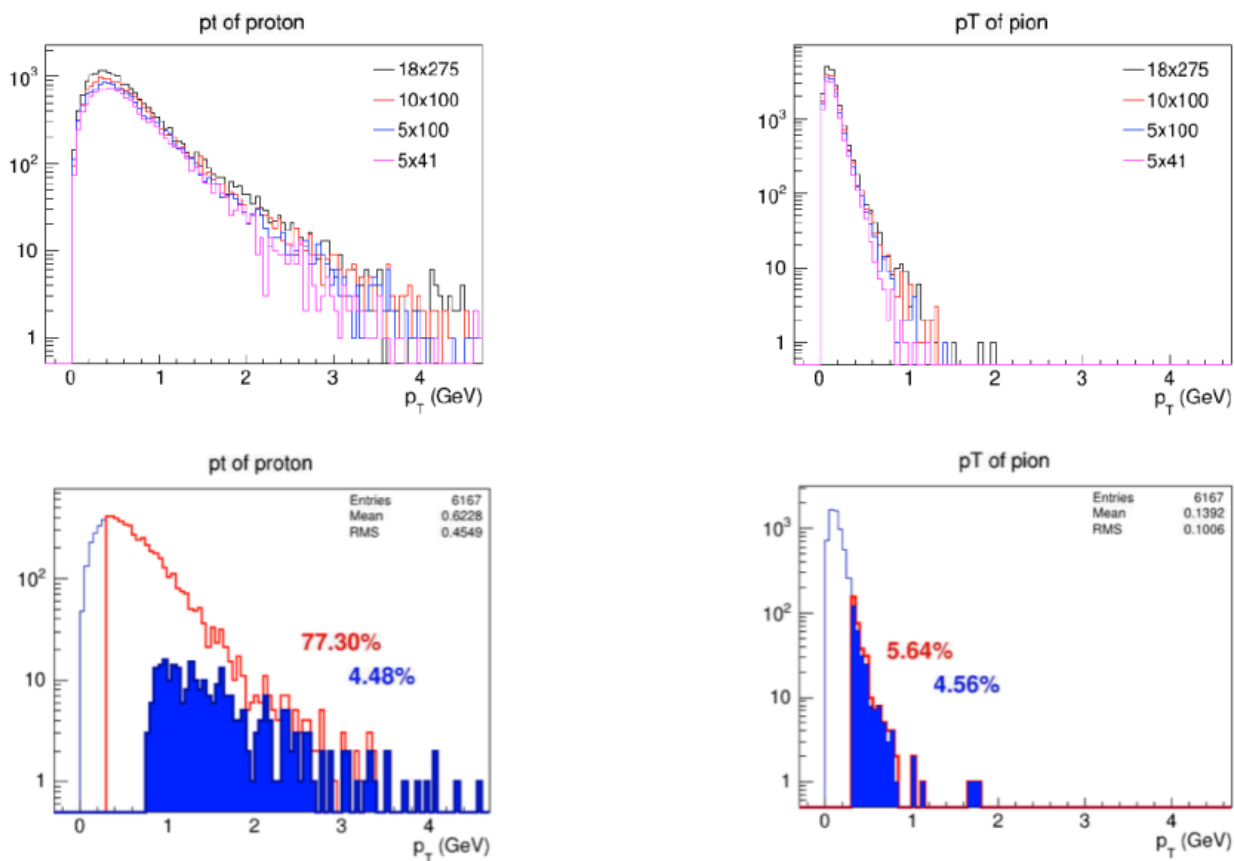 pt of proton
10³
10²
10
1
18x275
10x100
5x100
5x41
0 1 2 3 4
p_T (GeV)
pT of pion
10³
10²
10
1
18x275
10x100
5x100
5x41
0 1 2 3 4
p_T (GeV)
pt of proton
Entries 6167
Mean 0.6228
RMS 0.4549
10²
10
1
77.30%
4.48%
0 1 2 3 4
p_T (GeV)
pT of pion
Entries 6167
Mean 0.1392
RMS 0.1006
10³
10²
10
1
5.64%
4.56%
0 1 2 3 4
p_T (GeV)